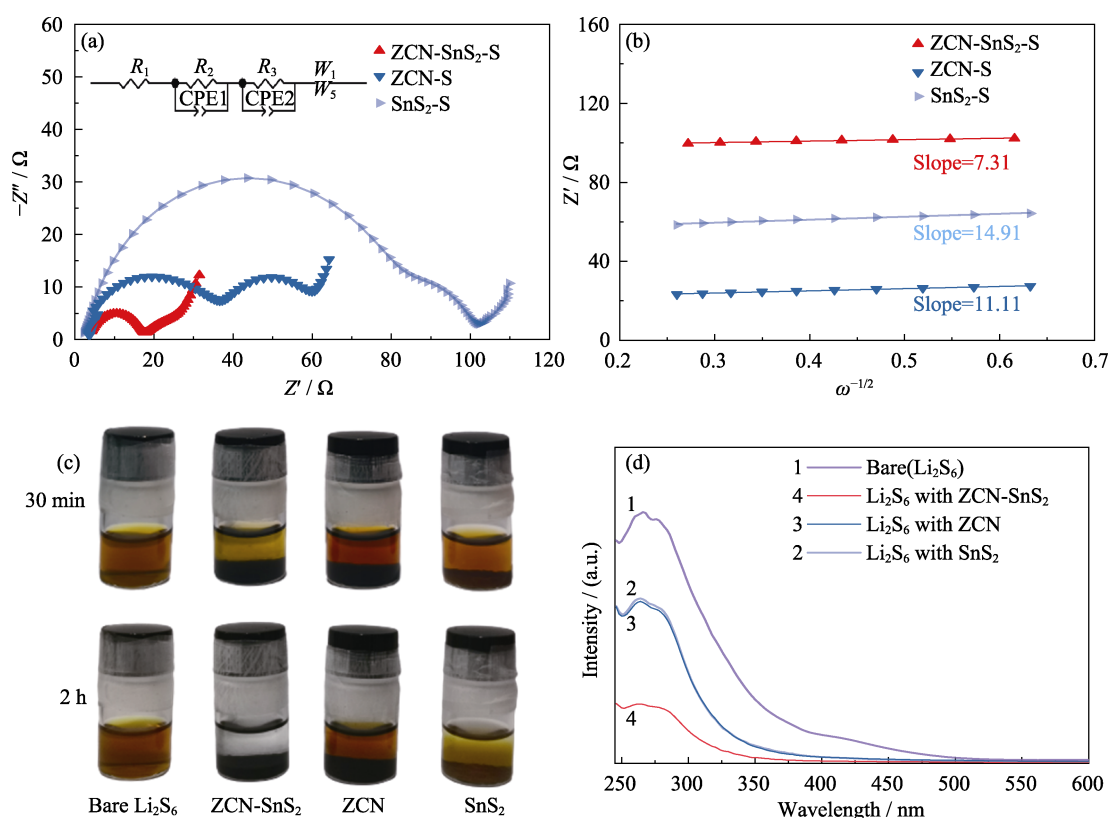 (a)
ZCN-SnS₂-S
ZCN-S
SnS₂-S
R₁ R₂ R₃ W₁
CPE1 CPE2 W₅
60
50
40
30
20
10
0
−Z″ / Ω
0 20 40 60 80 100 120
Z′ / Ω
(b)
ZCN-SnS₂-S
ZCN-S
SnS₂-S
Slope=7.31
Slope=14.91
Slope=11.11
160
120
80
40
0
Z′ / Ω
0.2 0.3 0.4 0.5 0.6 0.7
ω⁻¹/²
(c)
30 min
2 h
Bare Li₂S₆ ZCN-SnS₂ ZCN SnS₂
(d)
1 Bare(Li₂S₆)
4 Li₂S₆ with ZCN-SnS₂
3 Li₂S₆ with ZCN
2 Li₂S₆ with SnS₂
1
2
3
4
Intensity / (a.u.)
250 300 350 400 450 500 550 600
Wavelength / nm